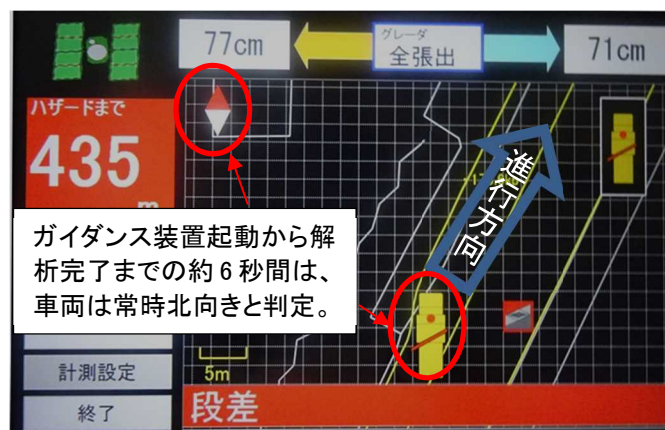 77cm
グレーダ
全張出
71cm
ハザードまで
435
m
進行方向
ガイダンス装置起動から解
析完了までの約6秒間は、
車両は常時北向きと判定。
5m
計測設定
終了
段差